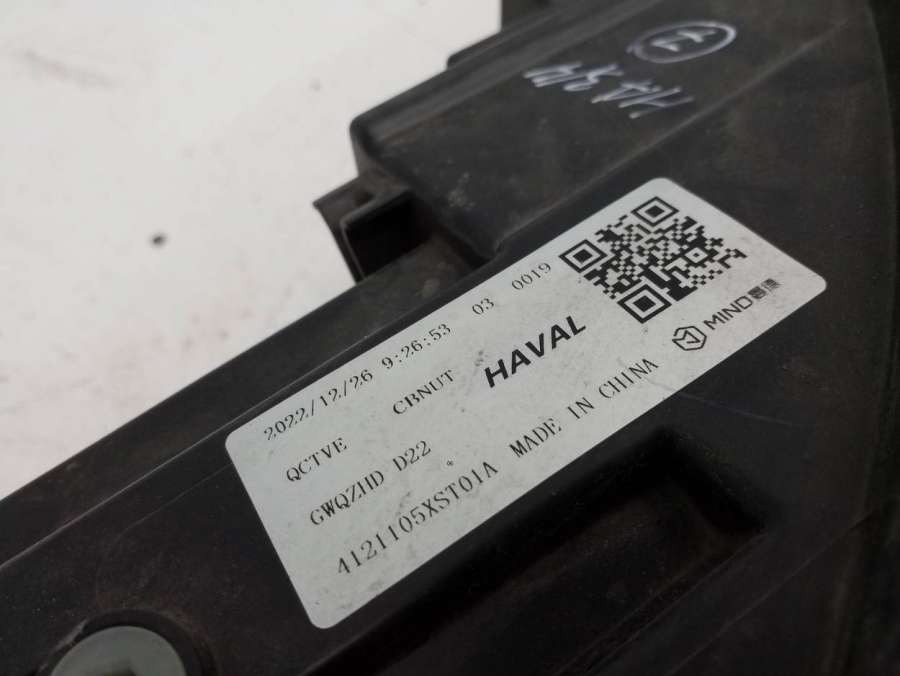 2022/12/26 9:26:53 03 0019
QCTVE CBNUT HAVAL
GWQZHD D22
4121105XST01A MADE IN CHINA
MIND